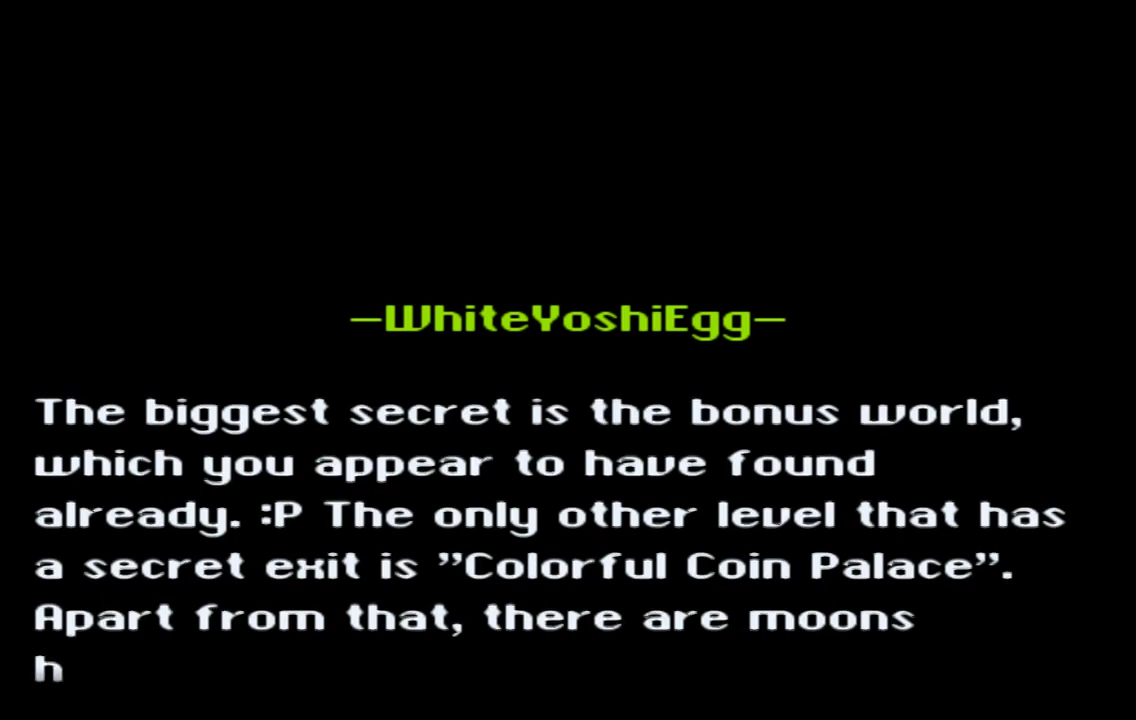 —WhiteYoshiEgg—
The biggest secret is the bonus world,
which you appear to have found
already. :P The only other level that has
a secret exit is ”Colorful Coin Palace”.
Apart from that, there are moons
h